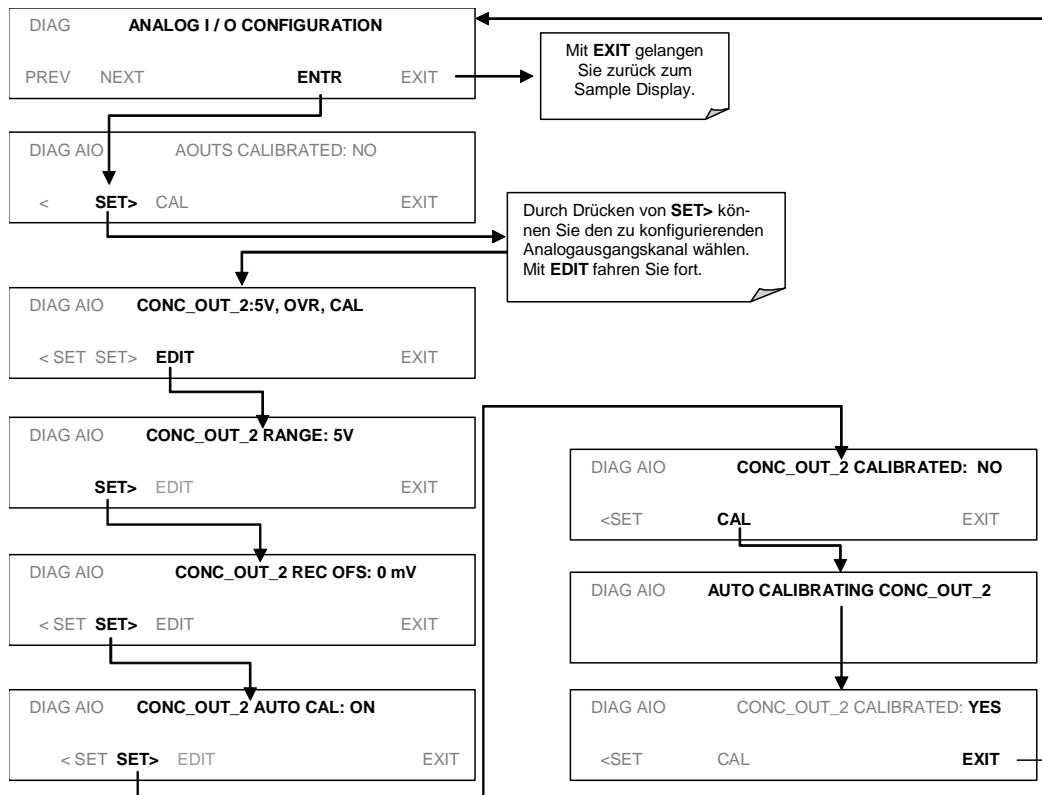 DIAG ANALOG I / O CONFIGURATION
PREV NEXT ENTR EXIT
Mit EXIT gelangen
Sie zurück zum
Sample Display.
DIAG AIO AOUTS CALIBRATED: NO
< SET> CAL EXIT
Durch Drücken von SET> kön-
nen Sie den zu konfigurierenden
Analogausgangskanal wählen.
Mit EDIT fahren Sie fort.
DIAG AIO CONC_OUT_2:5V, OVR, CAL
< SET SET> EDIT EXIT
DIAG AIO CONC_OUT_2 RANGE: 5V
SET> EDIT EXIT
DIAG AIO CONC_OUT_2 REC OFS: 0 mV
< SET SET> EDIT EXIT
DIAG AIO CONC_OUT_2 AUTO CAL: ON
< SET SET> EDIT EXIT
DIAG AIO CONC_OUT_2 CALIBRATED: NO
<SET CAL EXIT
DIAG AIO AUTO CALIBRATING CONC_OUT_2
DIAG AIO CONC_OUT_2 CALIBRATED: YES
<SET CAL EXIT